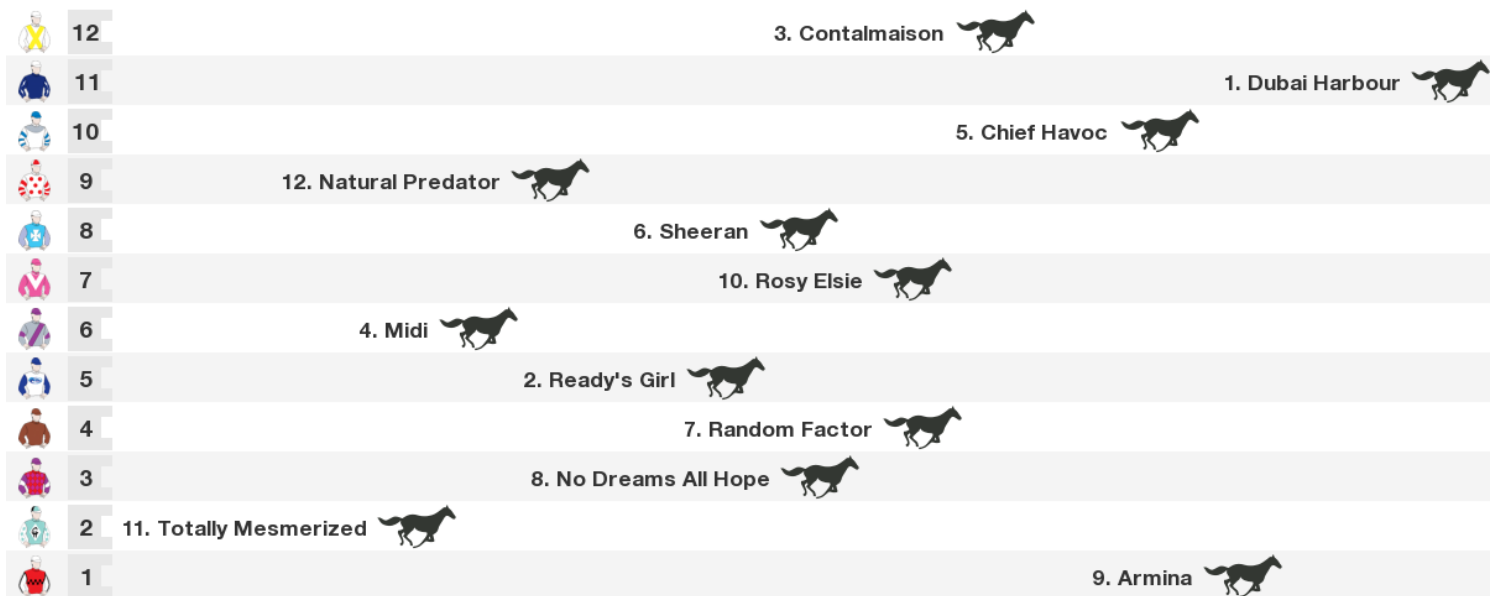 12 3. Contalmaison
11 1. Dubai Harbour
10 5. Chief Havoc
9 12. Natural Predator
8 6. Sheeran
7 10. Rosy Elsie
6 4. Midi
5 2. Ready's Girl
4 7. Random Factor
3 8. No Dreams All Hope
2 11. Totally Mesmerized
1 9. Armina